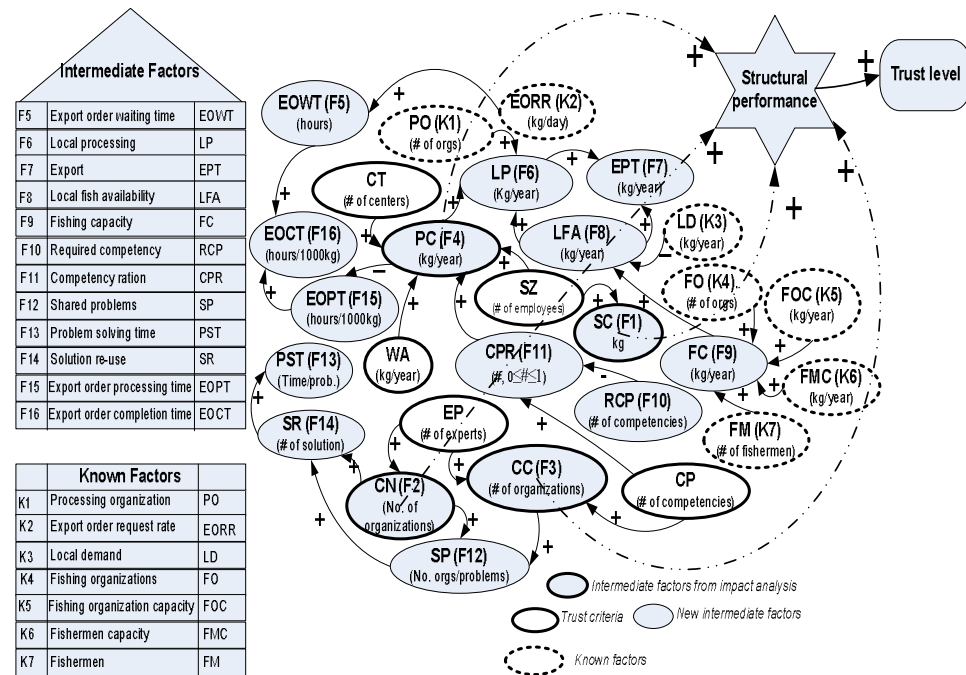 Intermediate Factors
F5 Export order waiting time EOWT
F6 Local processing LP
F7 Export EPT
F8 Local fish availability LFA
F9 Fishing capacity FC
F10 Required competency RCP
F11 Competency ration CPR
F12 Shared problems SP
F13 Problem solving time PST
F14 Solution re-use SR
F15 Export order processing time EOPT
F16 Export order completion time EOCT
Known Factors
K1 Processing organization PO
K2 Export order request rate EORR
K3 Local demand LD
K4 Fishing organizations FO
K5 Fishing organization capacity FOC
K6 Fishermen capacity FMC
K7 Fishermen FM
Structural
performance
Trust level
EOWT (F5)
(hours)
PO (K1)
(# of orgs)
EORR (K2)
(kg/day)
CT
(# of centers)
LP (F6)
(Kg/year)
EPT (F7)
(kg/year)
EOCT (F16)
(hours/1000kg)
PC (F4)
(kg/year)
LFA (F8)
(kg/year)
LD (K3)
(kg/year)
EOPT (F15)
(hours/1000kg)
SZ
(# of employees)
FO (K4)
(# of orgs)
FOC (K5)
(kg/year)
SC (F1)
kg
PST (F13)
(Time/prob.)
WA
(kg/year)
CPR (F11)
(#, 0≤#≤1)
FC (F9)
(kg/year)
FMC (K6)
(kg/year)
RCP (F10)
(# of competencies)
SR (F14)
(# of solution)
EP
(# of experts)
FM (K7)
(# of fishermen)
CN (F2)
(No. of
organizations)
CC (F3)
(# of organizations)
CP
(# of competencies)
SP (F12)
(No. orgs/problems)
Intermediate factors from impact analysis
Trust criteria
New intermediate factors
Known factors